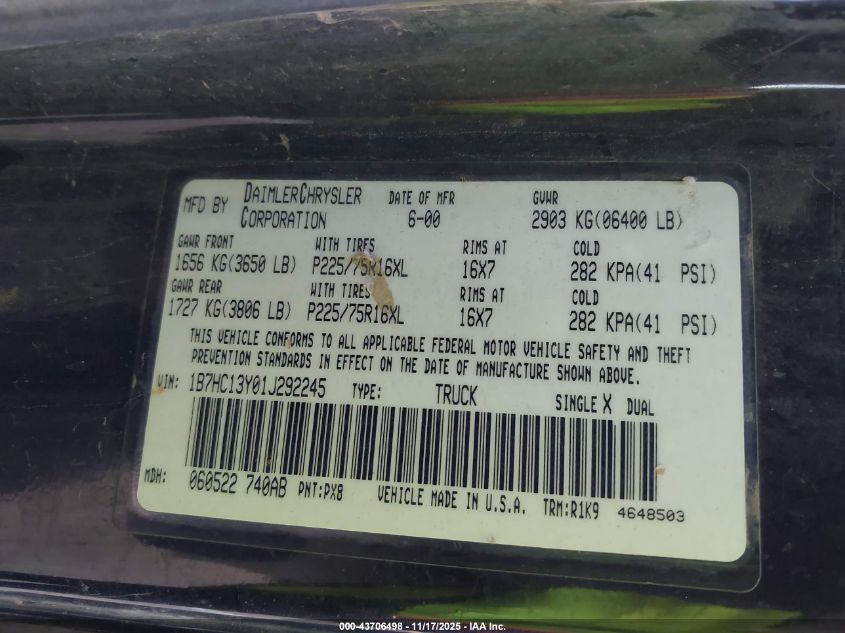 MFD BY DAIMLERCHRYSLER CORPORATION DATE OF MFR 6-00 GVWR 2903 KG(06400 LB)
GAWR FRONT WITH TIRES RIMS AT COLD
1656 KG(3650 LB) P225/75R16XL 16X7 282 KPA(41 PSI)
GAWR REAR WITH TIRES RIMS AT COLD
1727 KG(3806 LB) P225/75R16XL 16X7 282 KPA(41 PSI)
THIS VEHICLE CONFORMS TO ALL APPLICABLE FEDERAL MOTOR VEHICLE SAFETY AND THEFT
PREVENTION STANDARDS IN EFFECT ON THE DATE OF MANUFACTURE SHOWN ABOVE.
VIN: 1B7HC13Y01J292245 TYPE: TRUCK SINGLE X DUAL
MDH: 060522 740AB PNT:PX8 VEHICLE MADE IN U.S.A. TRM:R1K9 4648503
000-43706498 - 11/17/2025 - IAA Inc.